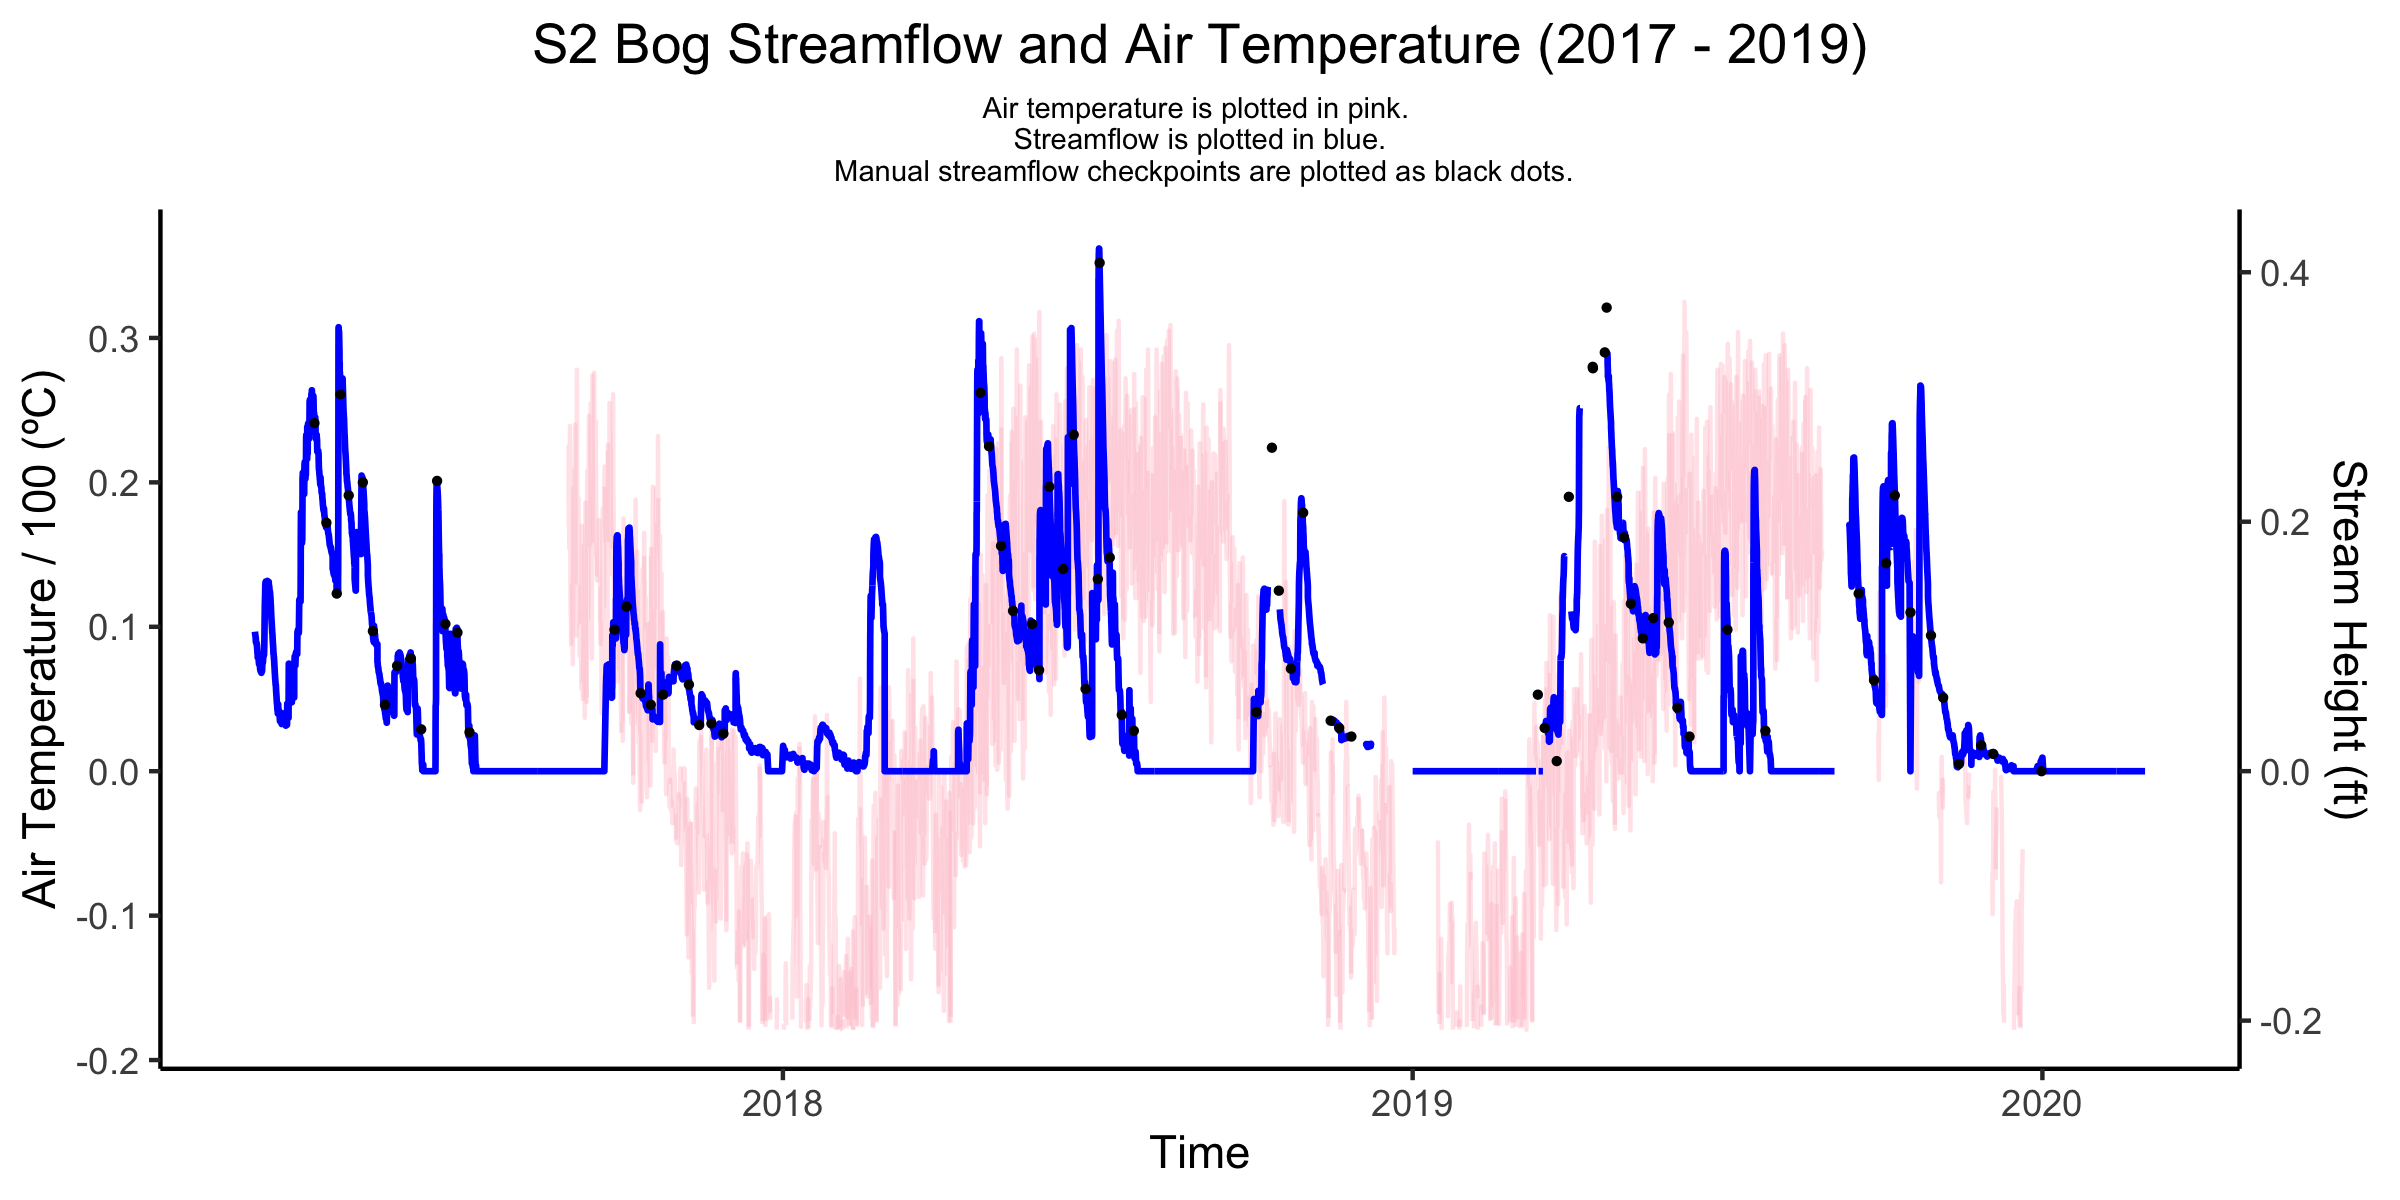 S2 Bog Streamflow and Air Temperature (2017 - 2019)
Air temperature is plotted in pink.
Streamflow is plotted in blue.
Manual streamflow checkpoints are plotted as black dots.
Air Temperature / 100 (ºC)
0.3
0.2
0.1
0.0
-0.1
-0.2
0.4
0.2
0.0
-0.2
Stream Height (ft)
2018
2019
2020
Time